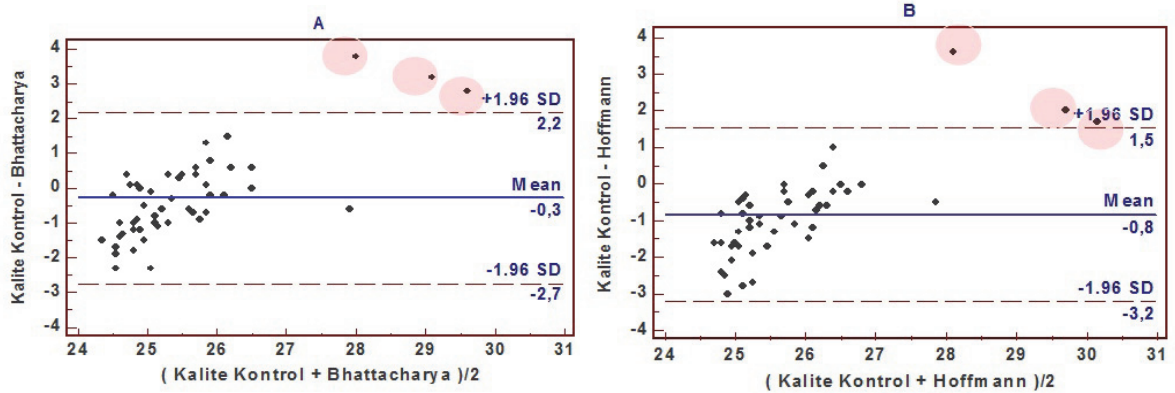 A
Kalite Kontrol - Bhattacharya
4
3
2
1
0
-1
-2
-3
-4
+1.96 SD
2,2
Mean
-0,3
-1.96 SD
-2,7
24 25 26 27 28 29 30 31
( Kalite Kontrol + Bhattacharya )/2
B
Kalite Kontrol - Hoffmann
4
3
2
1
0
-1
-2
-3
-4
+1.96 SD
1,5
Mean
-0,8
-1.96 SD
-3,2
24 25 26 27 28 29 30 31
( Kalite Kontrol + Hoffmann )/2